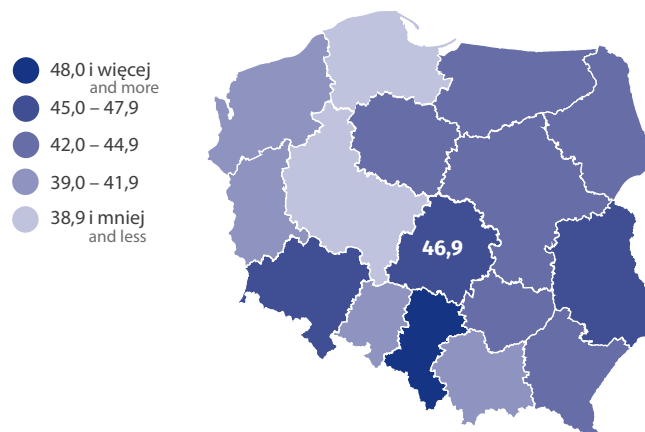 48,0 i więcej
and more
45,0 – 47,9
42,0 – 44,9
39,0 – 41,9
38,9 i mniej
and less
46,9